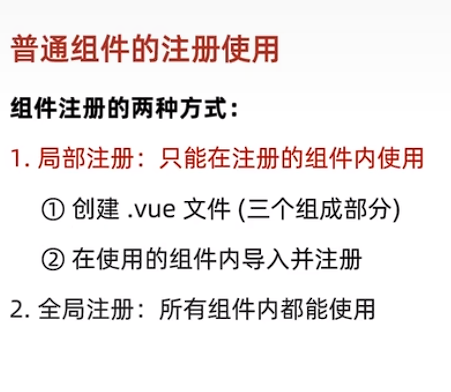 普通组件的注册使用
组件注册的两种方式：
1. 局部注册：只能在注册的组件内使用
① 创建 .vue 文件 (三个组成部分)
② 在使用的组件内导入并注册
2. 全局注册：所有组件内都能使用